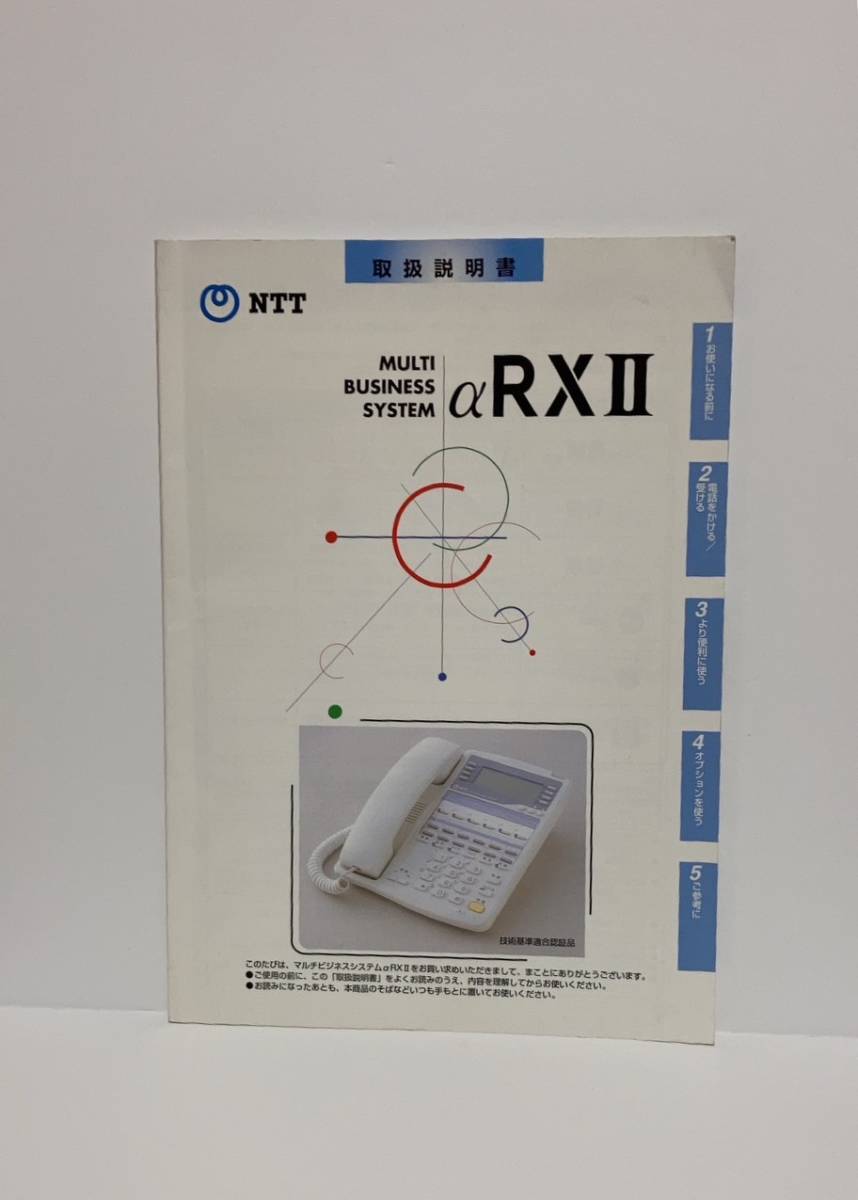 取扱説明書
NTT
MULTI
BUSINESS
SYSTEM
αRXⅡ
1
お使いになる前に
2
電話をかける／
受ける
3
より便利に使う
4
オプションを使う
5
ご参考に
技術基準適合認証品
このたびは、マルチビジネスシステムαRXⅡをお買い求めいただきまして、まことにありがとうございます。
●ご使用の前に、この「取扱説明書」をよくお読みのうえ、内容を理解してからお使いください。
●お読みになったあとも、本商品のそばなどいつも手もとに置いてお使いください。